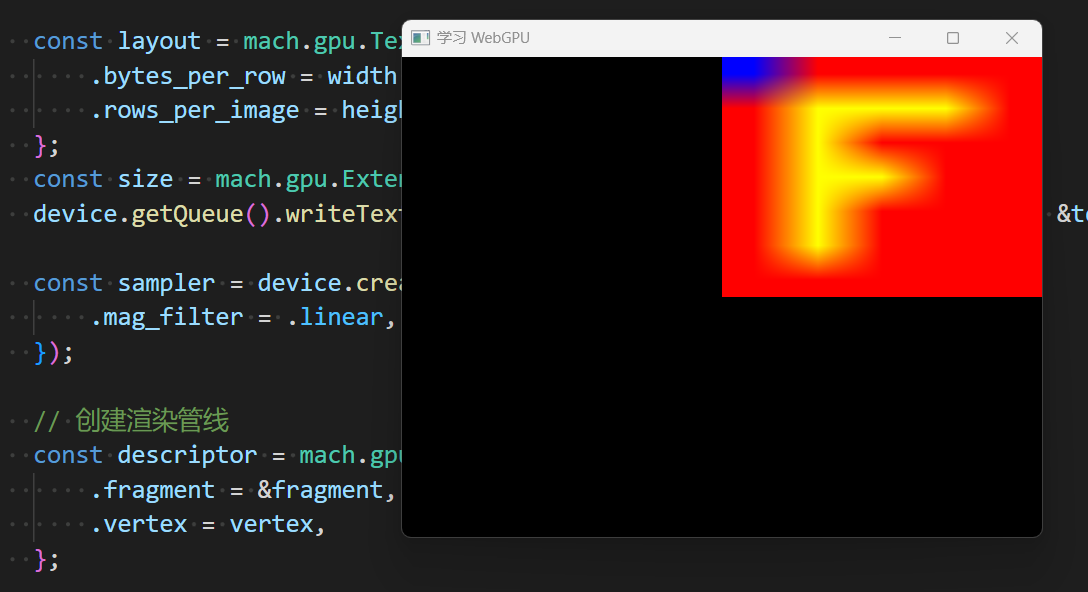 const layout = mach.gpu.Tex
学习 WebGPU
.bytes_per_row = width
.rows_per_image = heigh
};
const size = mach.gpu.Exten
device.getQueue().writeText
&te
const sampler = device.crea
.mag_filter = .linear,
});
// 创建渲染管线
const descriptor = mach.gpu
.fragment = &fragment,
.vertex = vertex,
};
F